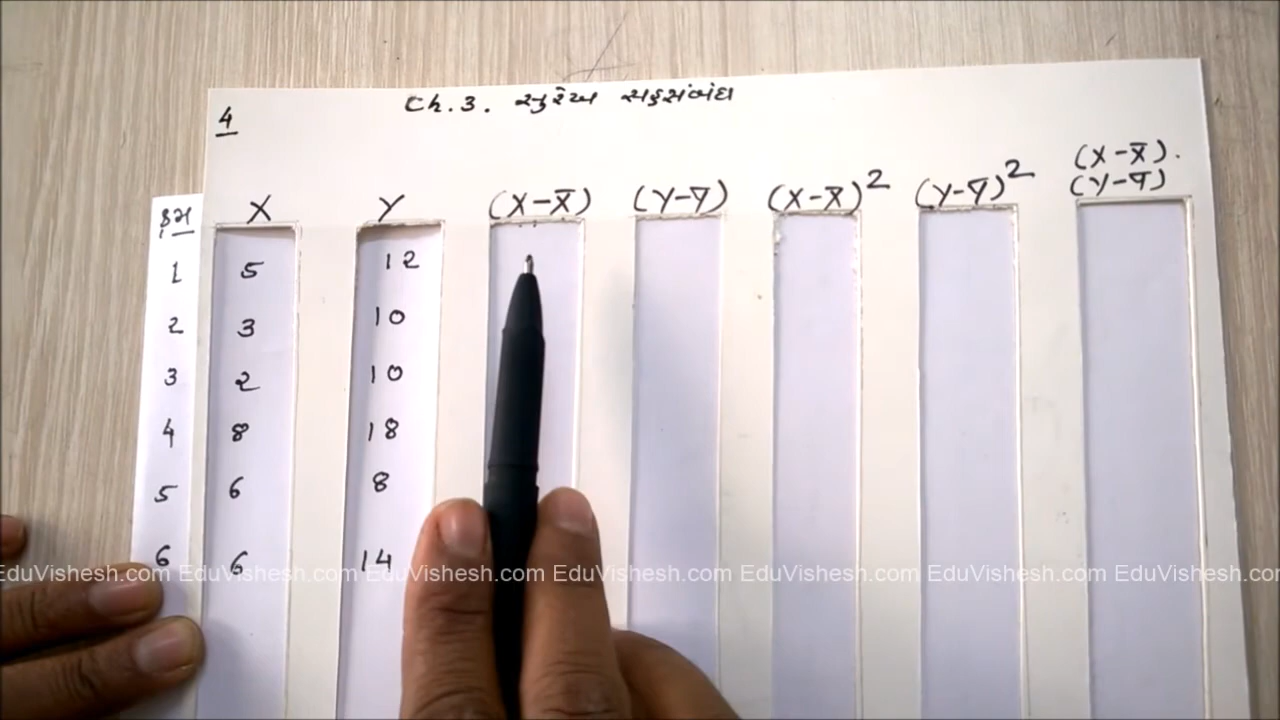 4
Ch. 3. સુરેખ સહસંબંધ
ક્રમ X Y (X-X̄) (Y-Ȳ) (X-X̄)² (Y-Ȳ)² (X-X̄).
(Y-Ȳ)
1 5 12
2 3 10
3 2 10
4 8 18
5 6 8
6 6 14
EduVishesh.com EduVishesh.com EduVishesh.com EduVishesh.com EduVishesh.com EduVishesh.com EduVishesh.com